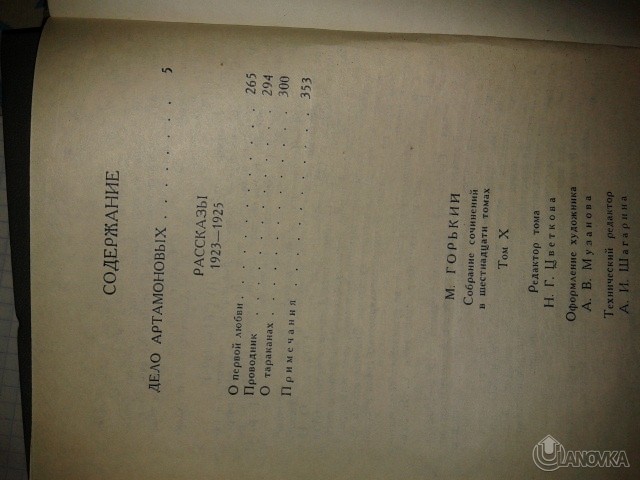 СОДЕРЖАНИЕ
ДЕЛО АРТАМОНОВЫХ . . . . . . . . 5
РАССКАЗЫ
1923—1925
О первой любви . . . . . . . . . . . 265
Проводник . . . . . . . . . . . . 294
О тараканах . . . . . . . . . . . . 300
Примечания . . . . . . . . . . . 353
М. ГОРЬКИЙ
Собрание сочинений
в шестнадцати томах
Том X
Редактор тома
Н. Г. Цветкова
Оформление художника
А. В. Музанова
Технический редактор
А. И. Шагарина
UANOVKA